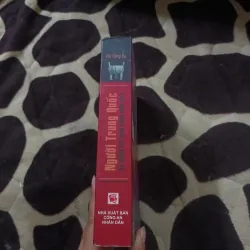 Người Trung Quốc
NHÀ XUẤT BẢN
CÔNG AN
NHÂN DÂN